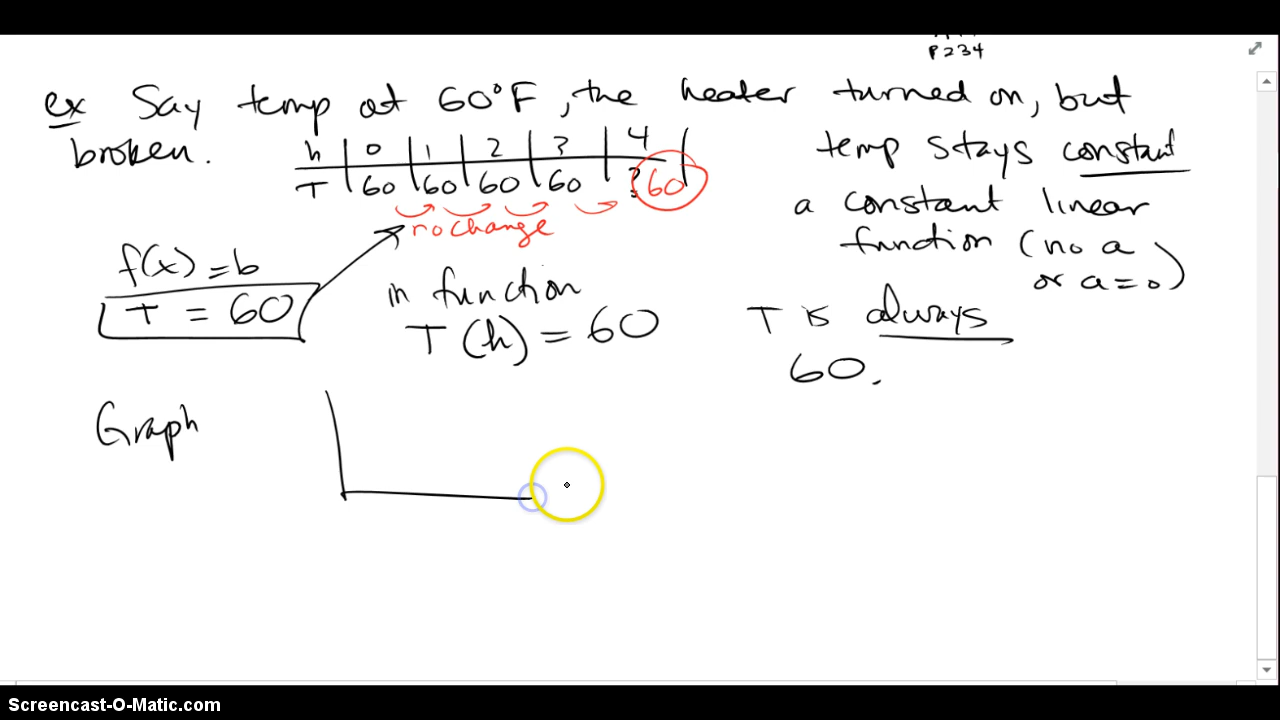 P234
ex Say temp at 60°F, the heater turned on, but
broken.
temp stays constant
h 0 1 2 3 4
T 60 60 60 60 ? 60
no change
a constant linear
function (no a
or a=0)
f(x) = b
T = 60
in function
T(h) = 60
T is always
60.
Graph
Screencast-O-Matic.com